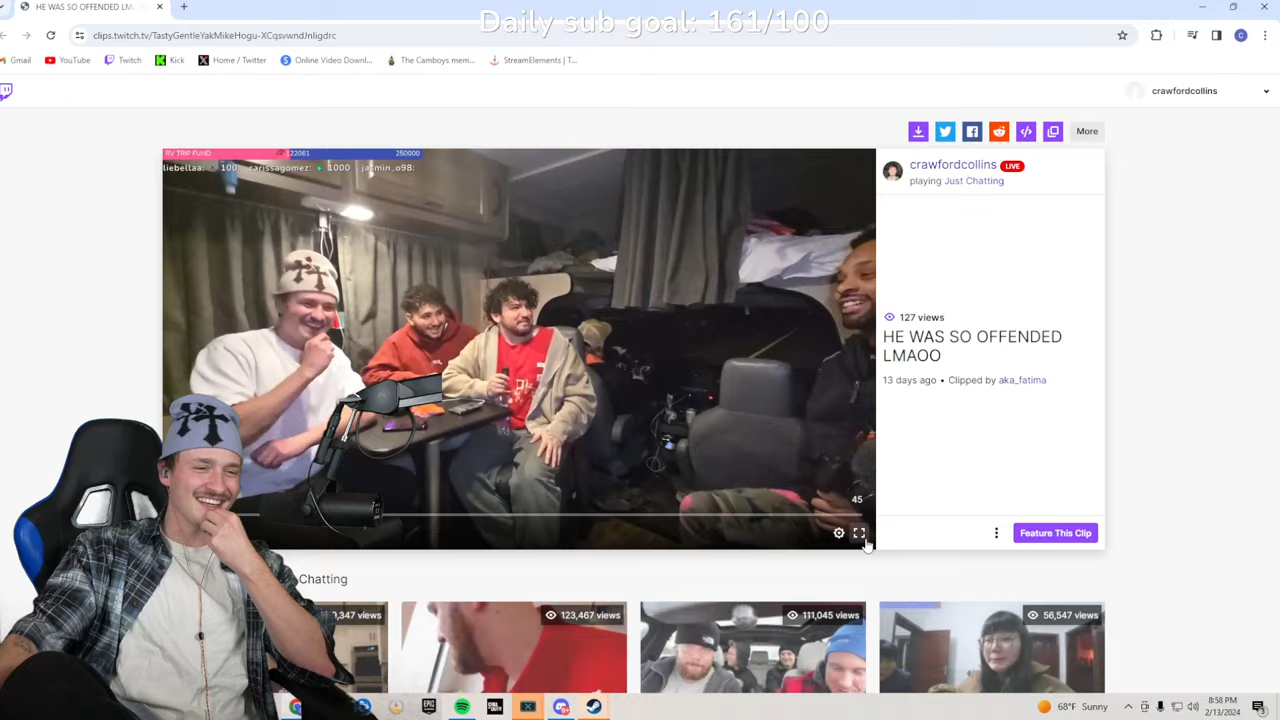 HE WAS SO OFFENDED LM
Daily sub goal: 161/100
clips.twitch.tv/TastyGentleYakMikeHogu-XCqsvwndJnligdrc
Gmail YouTube Twitch Kick Home / Twitter Online Video Downl... The Camboys mem... StreamElements | T...
crawfordcollins
More
RV TRIP FUND 122061 250000
liebellaa: 100 carissagomez: 1000 jasmin_o98:
crawfordcollins LIVE
playing Just Chatting
127 views
HE WAS SO OFFENDED
LMAOO
13 days ago • Clipped by aka_fatima
45
Feature This Clip
Chatting
,347 views 123,467 views 111,045 views 56,547 views
EPIC
68°F Sunny
8:58 PM
2/13/2024